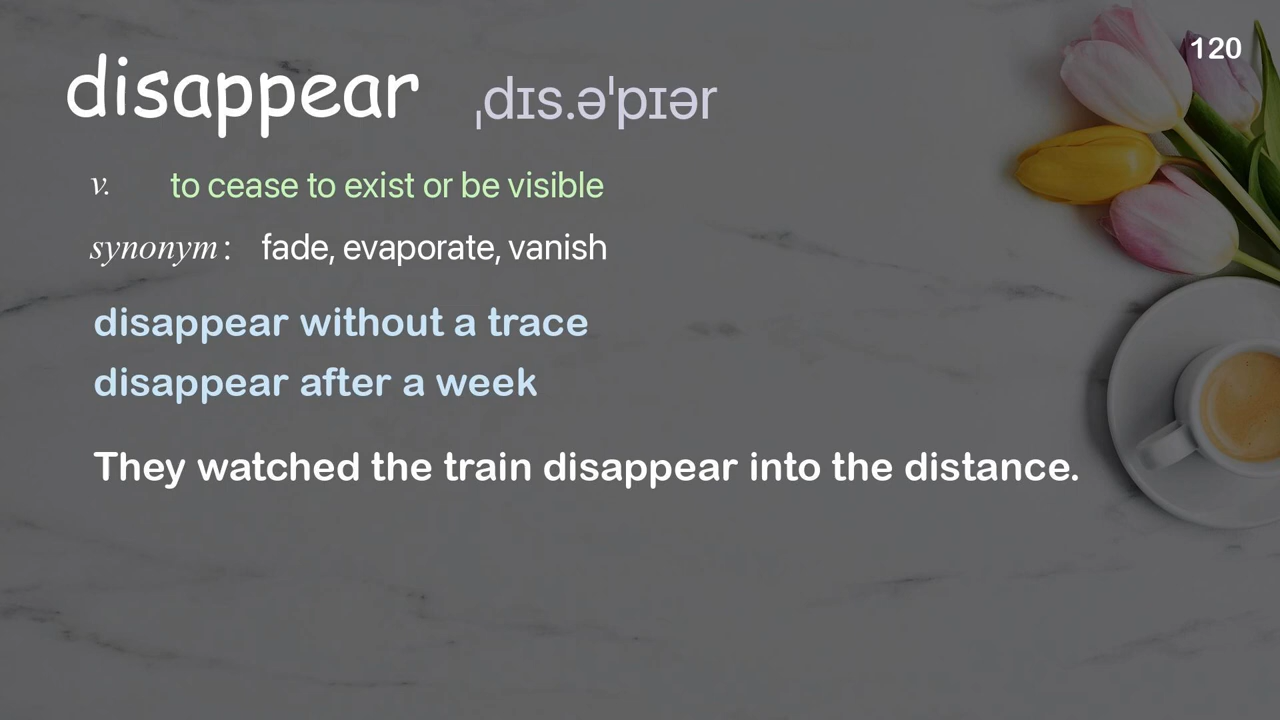 120
disappear ˌdɪs.əˈpɪər
v. to cease to exist or be visible
synonym: fade, evaporate, vanish
disappear without a trace
disappear after a week
They watched the train disappear into the distance.